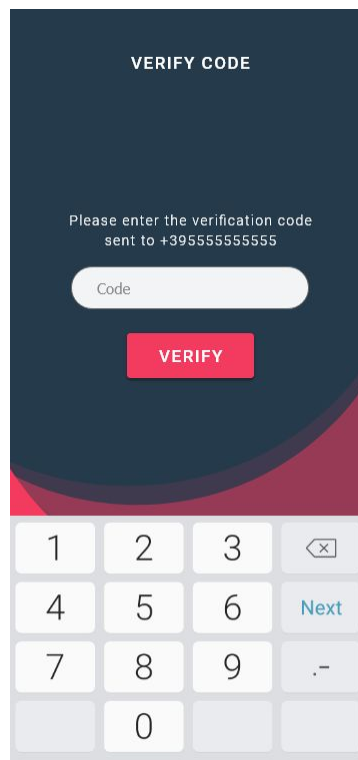 VERIFY CODE
Please enter the verification code
sent to +395555555555
Code
VERIFY
1 2 3
4 5 6 Next
7 8 9 .-
0